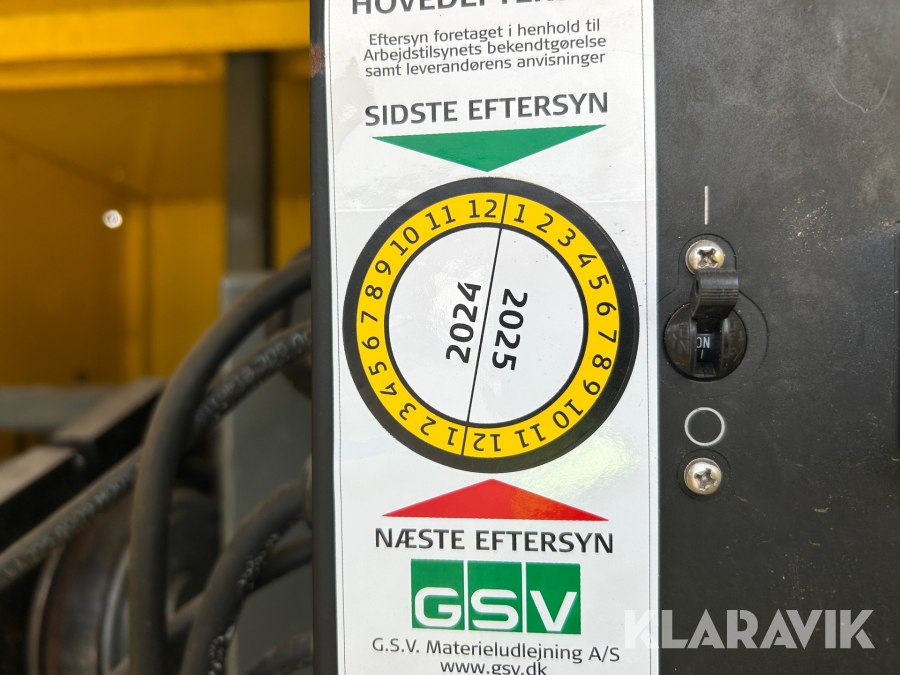 Eftersyn foretaget i henhold til
Arbejdstilsynets bekendtgørelse
samt leverandørens anvisninger
SIDSTE EFTERSYN
1 2 3 4 5 6 7 8 9 10 11 12
1 2 3 4 5 6 7 8 9 10 11 12
2024
2025
ON
NÆSTE EFTERSYN
GSV
G.S.V. Materieludlejning A/S
www.gsv.dk
KLARAVIK